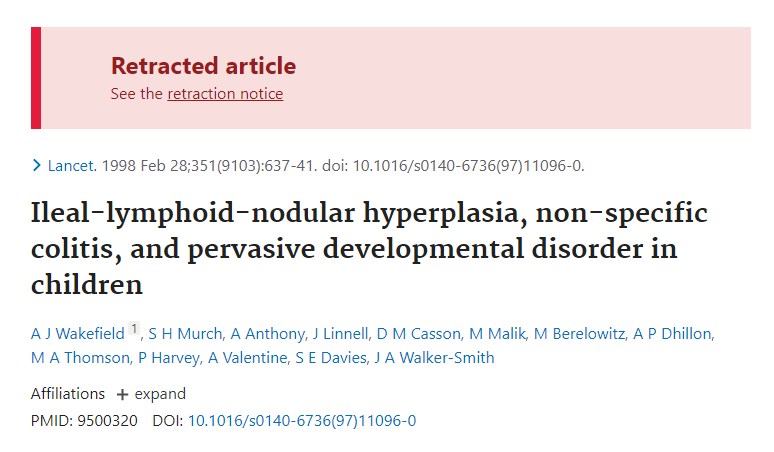 Retracted article
See the retraction notice
Lancet. 1998 Feb 28;351(9103):637-41. doi: 10.1016/s0140-6736(97)11096-0.
Ileal-lymphoid-nodular hyperplasia, non-specific
colitis, and pervasive developmental disorder in
children
A J Wakefield 1, S H Murch, A Anthony, J Linnell, D M Casson, M Malik, M Berelowitz, A P Dhillon,
M A Thomson, P Harvey, A Valentine, S E Davies, J A Walker-Smith
Affiliations + expand
PMID: 9500320 DOI: 10.1016/s0140-6736(97)11096-0